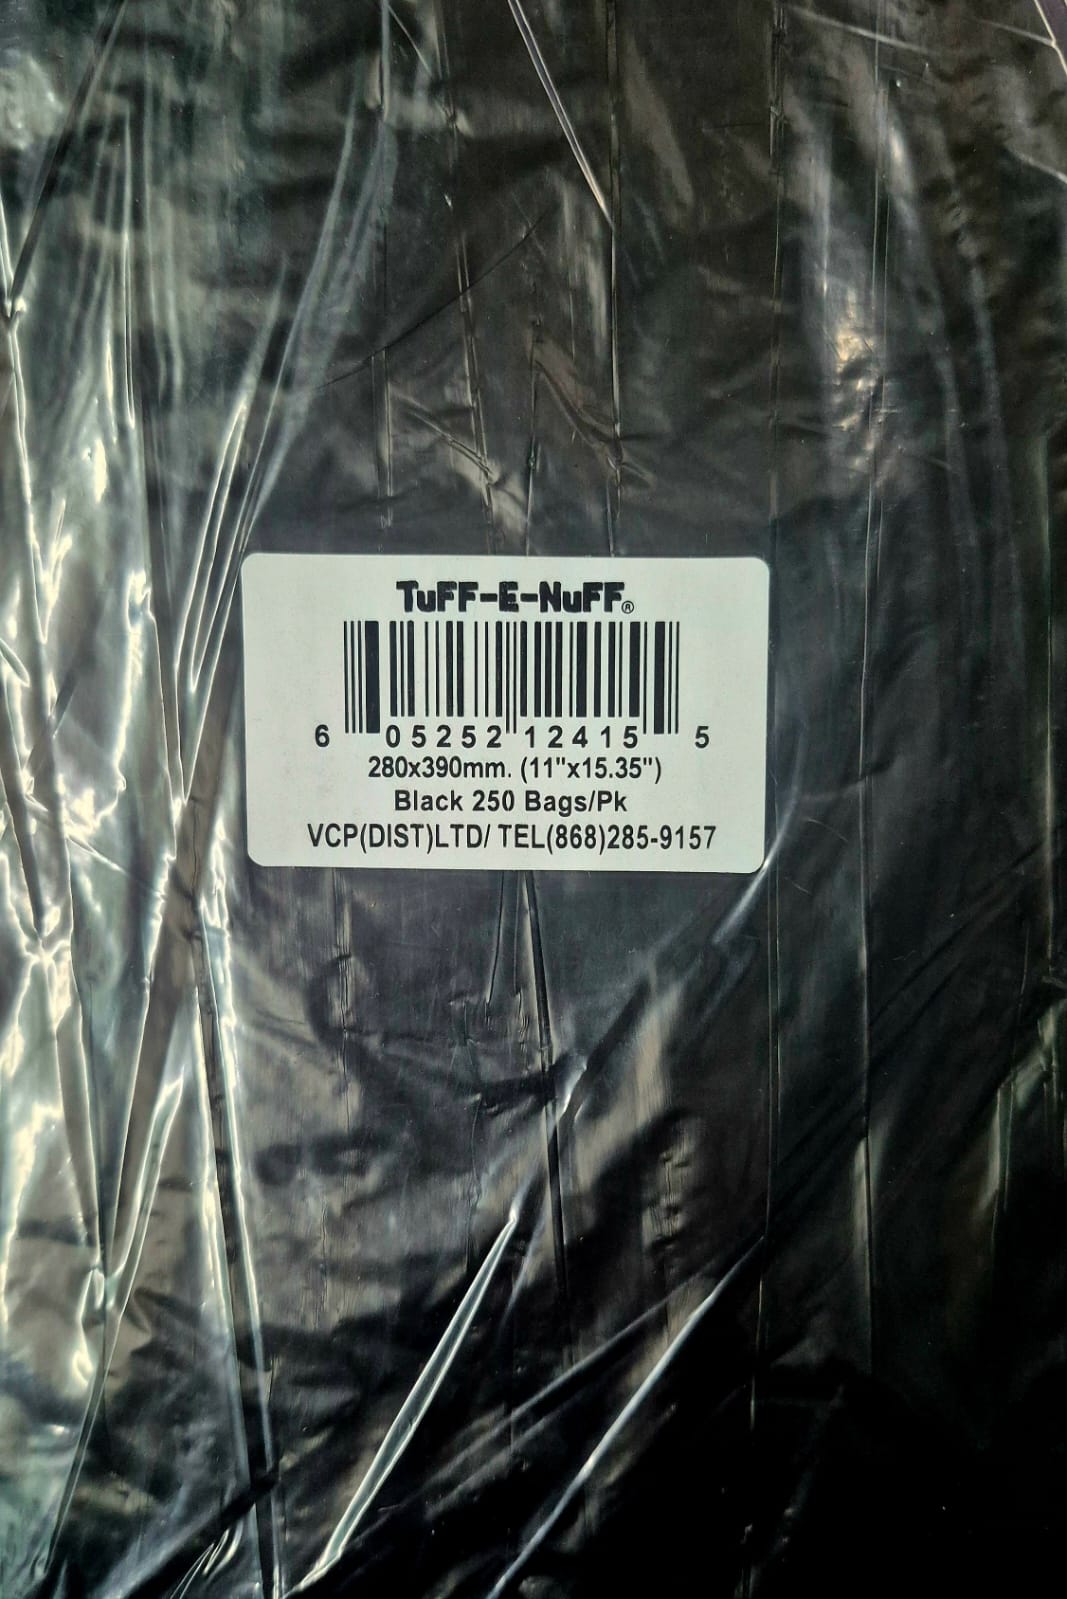 TuFF-E-NuFF®
6 05252 12415 5
280x390mm. (11"x15.35")
Black 250 Bags/Pk
VCP(DIST)LTD/ TEL(868)285-9157